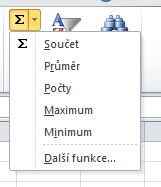 Σ
Σ Součet
Průměr
Počty
Maximum
Minimum
Další funkce...